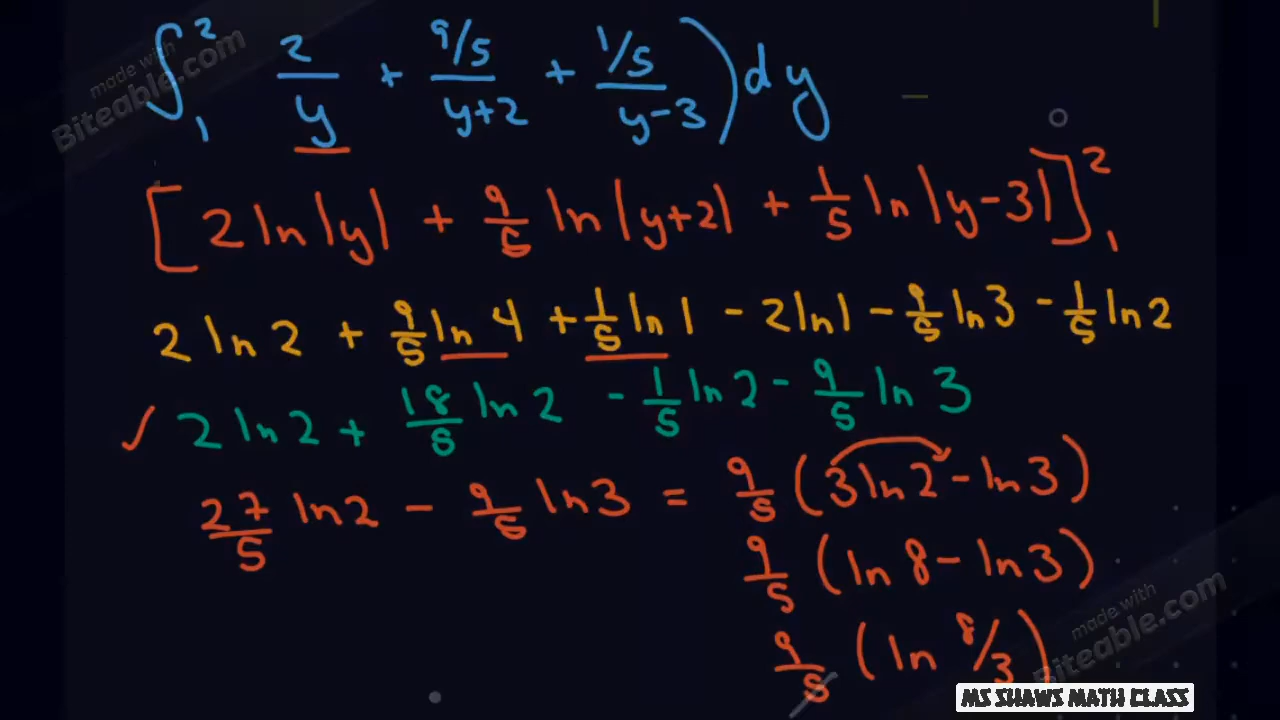 made with
Biteable.com
∫₁² 2/y + (9/5)/(y+2) + (1/5)/(y-3)) dy
[2 ln|y| + 9/5 ln|y+2| + 1/5 ln|y-3|]₁²
2 ln 2 + 9/5 ln 4 + 1/5 ln 1 - 2 ln 1 - 9/5 ln 3 - 1/5 ln 2
✓ 2 ln 2 + 18/5 ln 2 - 1/5 ln 2 - 9/5 ln 3
27/5 ln 2 - 9/5 ln 3 = 9/5 (3 ln 2 - ln 3)
9/5 (ln 8 - ln 3)
9/5 (ln 8/3)
made with
Biteable.com
MS SHAWS MATH CLASS